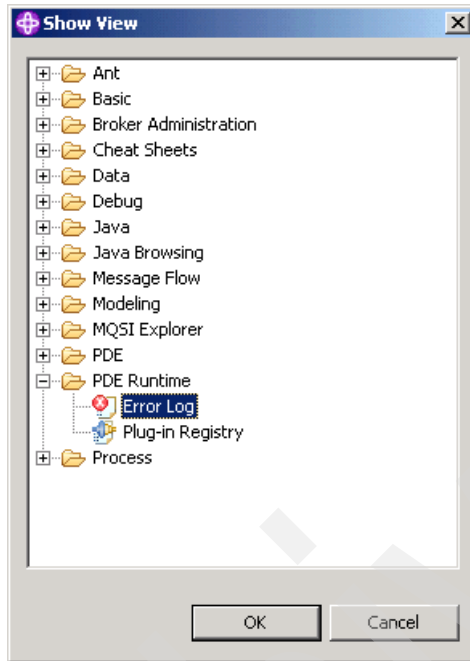 Show View
Ant
Basic
Broker Administration
Cheat Sheets
Data
Debug
Java
Java Browsing
Message Flow
Modeling
MQSI Explorer
PDE
PDE Runtime
Error Log
Plug-in Registry
Process
OK Cancel